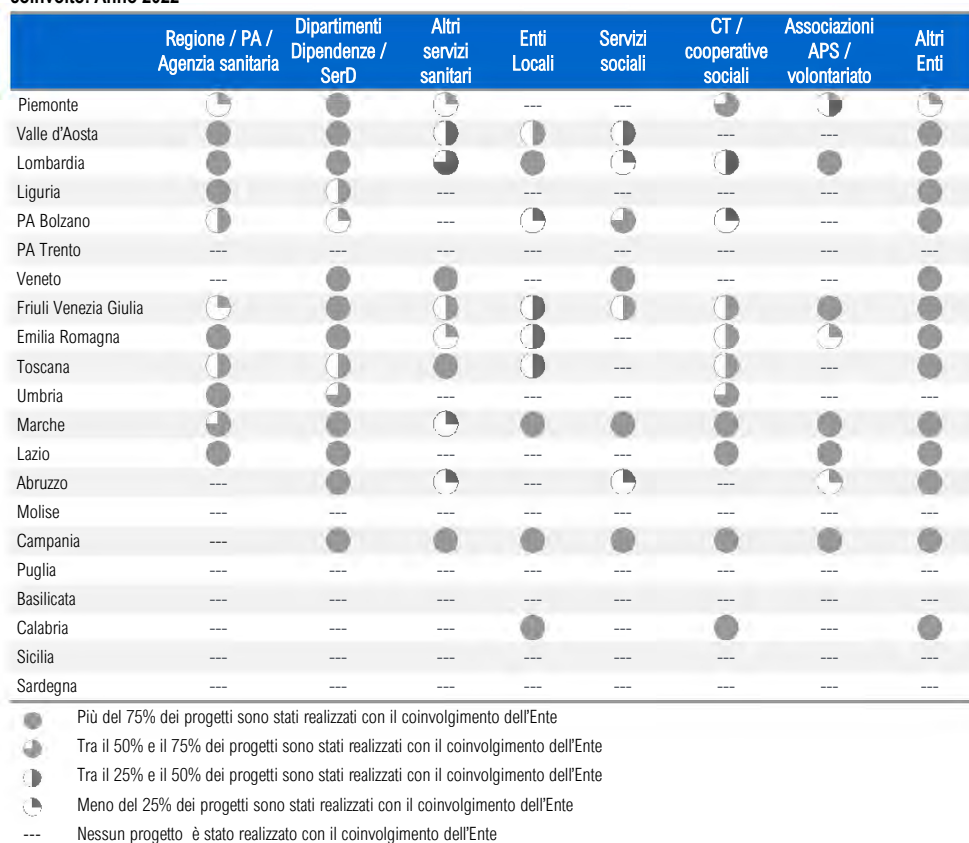 coinvolto. Anno 2022
Regione / PA / Agenzia sanitaria Dipartimenti Dipendenze / SerD Altri servizi sanitari Enti Locali Servizi sociali CT / cooperative sociali Associazioni APS / volontariato Altri Enti
Piemonte --- ---
Valle d'Aosta --- ---
Lombardia
Liguria --- --- --- --- ---
PA Bolzano --- ---
PA Trento --- --- --- --- --- --- --- ---
Veneto --- --- --- ---
Friuli Venezia Giulia
Emilia Romagna ---
Toscana --- ---
Umbria --- --- --- --- ---
Marche
Lazio --- --- ---
Abruzzo --- --- ---
Molise --- --- --- --- --- --- --- ---
Campania ---
Puglia --- --- --- --- --- --- --- ---
Basilicata --- --- --- --- --- --- --- ---
Calabria --- --- --- --- ---
Sicilia --- --- --- --- --- --- --- ---
Sardegna --- --- --- --- --- --- --- ---
Più del 75% dei progetti sono stati realizzati con il coinvolgimento dell'Ente
Tra il 50% e il 75% dei progetti sono stati realizzati con il coinvolgimento dell'Ente
Tra il 25% e il 50% dei progetti sono stati realizzati con il coinvolgimento dell'Ente
Meno del 25% dei progetti sono stati realizzati con il coinvolgimento dell'Ente
--- Nessun progetto è stato realizzato con il coinvolgimento dell'Ente